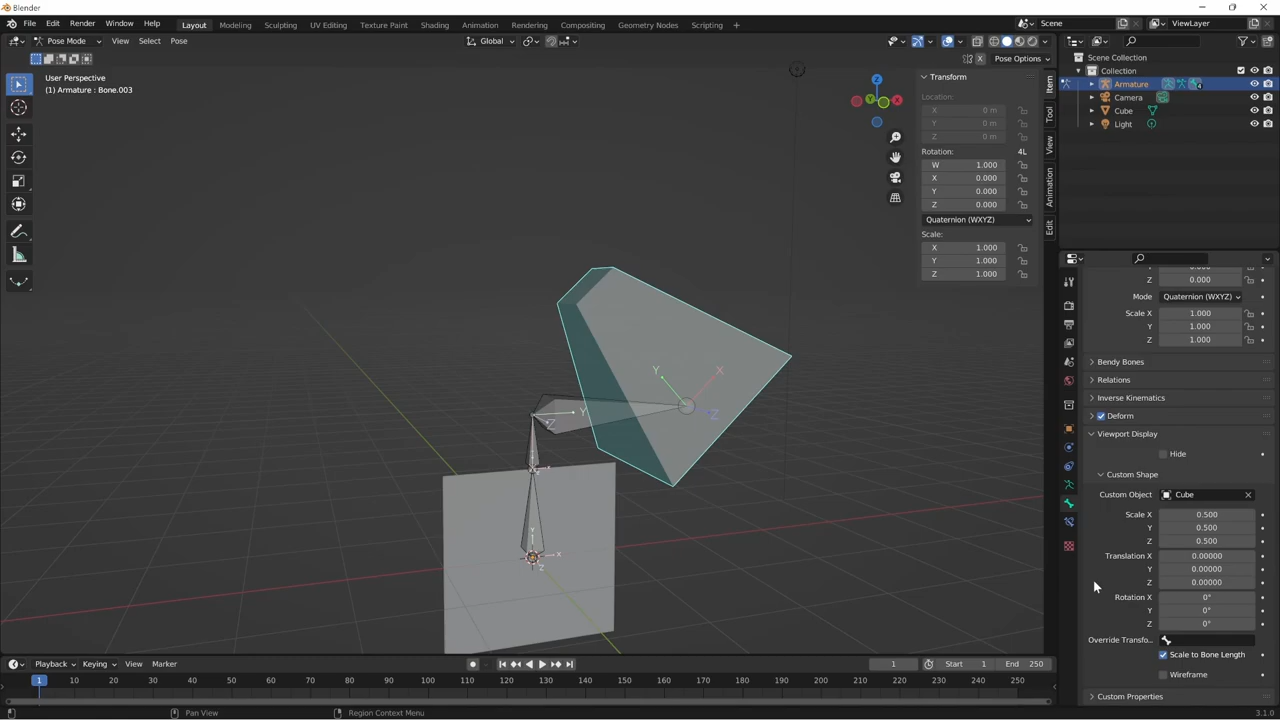 Blender
File Edit Render Window Help Layout Modeling Sculpting UV Editing Texture Paint Shading Animation Rendering Compositing Geometry Nodes Scripting + Scene ViewLayer
Pose Mode View Select Pose Global
X Pose Options
User Perspective
(1) Armature : Bone.003
Transform
Location:
X 0 m
Y 0 m
Z 0 m
Rotation: 4L
W 1.000
X 0.000
Y 0.000
Z 0.000
Quaternion (WXYZ)
Scale:
X 1.000
Y 1.000
Z 1.000
Item
Tool
View
Animation
Edit
Z
Y
X
Y
X
Z
Y
Z
Y
X
Z
Scene Collection
Collection
Armature 4
Camera
Cube
Light
Z 0.000
Mode Quaternion (WXYZ)
Scale X 1.000
Y 1.000
Z 1.000
Bendy Bones
Relations
Inverse Kinematics
Deform
Viewport Display
Hide
Custom Shape
Custom Object Cube
Scale X 0.500
Y 0.500
Z 0.500
Translation X 0.00000
Y 0.00000
Z 0.00000
Rotation X 0°
Y 0°
Z 0°
Override Transfo...
Scale to Bone Length
Wireframe
Custom Properties
Playback Keying View Marker 1 Start 1 End 250
1 10 20 30 40 50 60 70 80 90 100 110 120 130 140 150 160 170 180 190 200 210 220 230 240 250
Pan View Region Context Menu 3.1.0